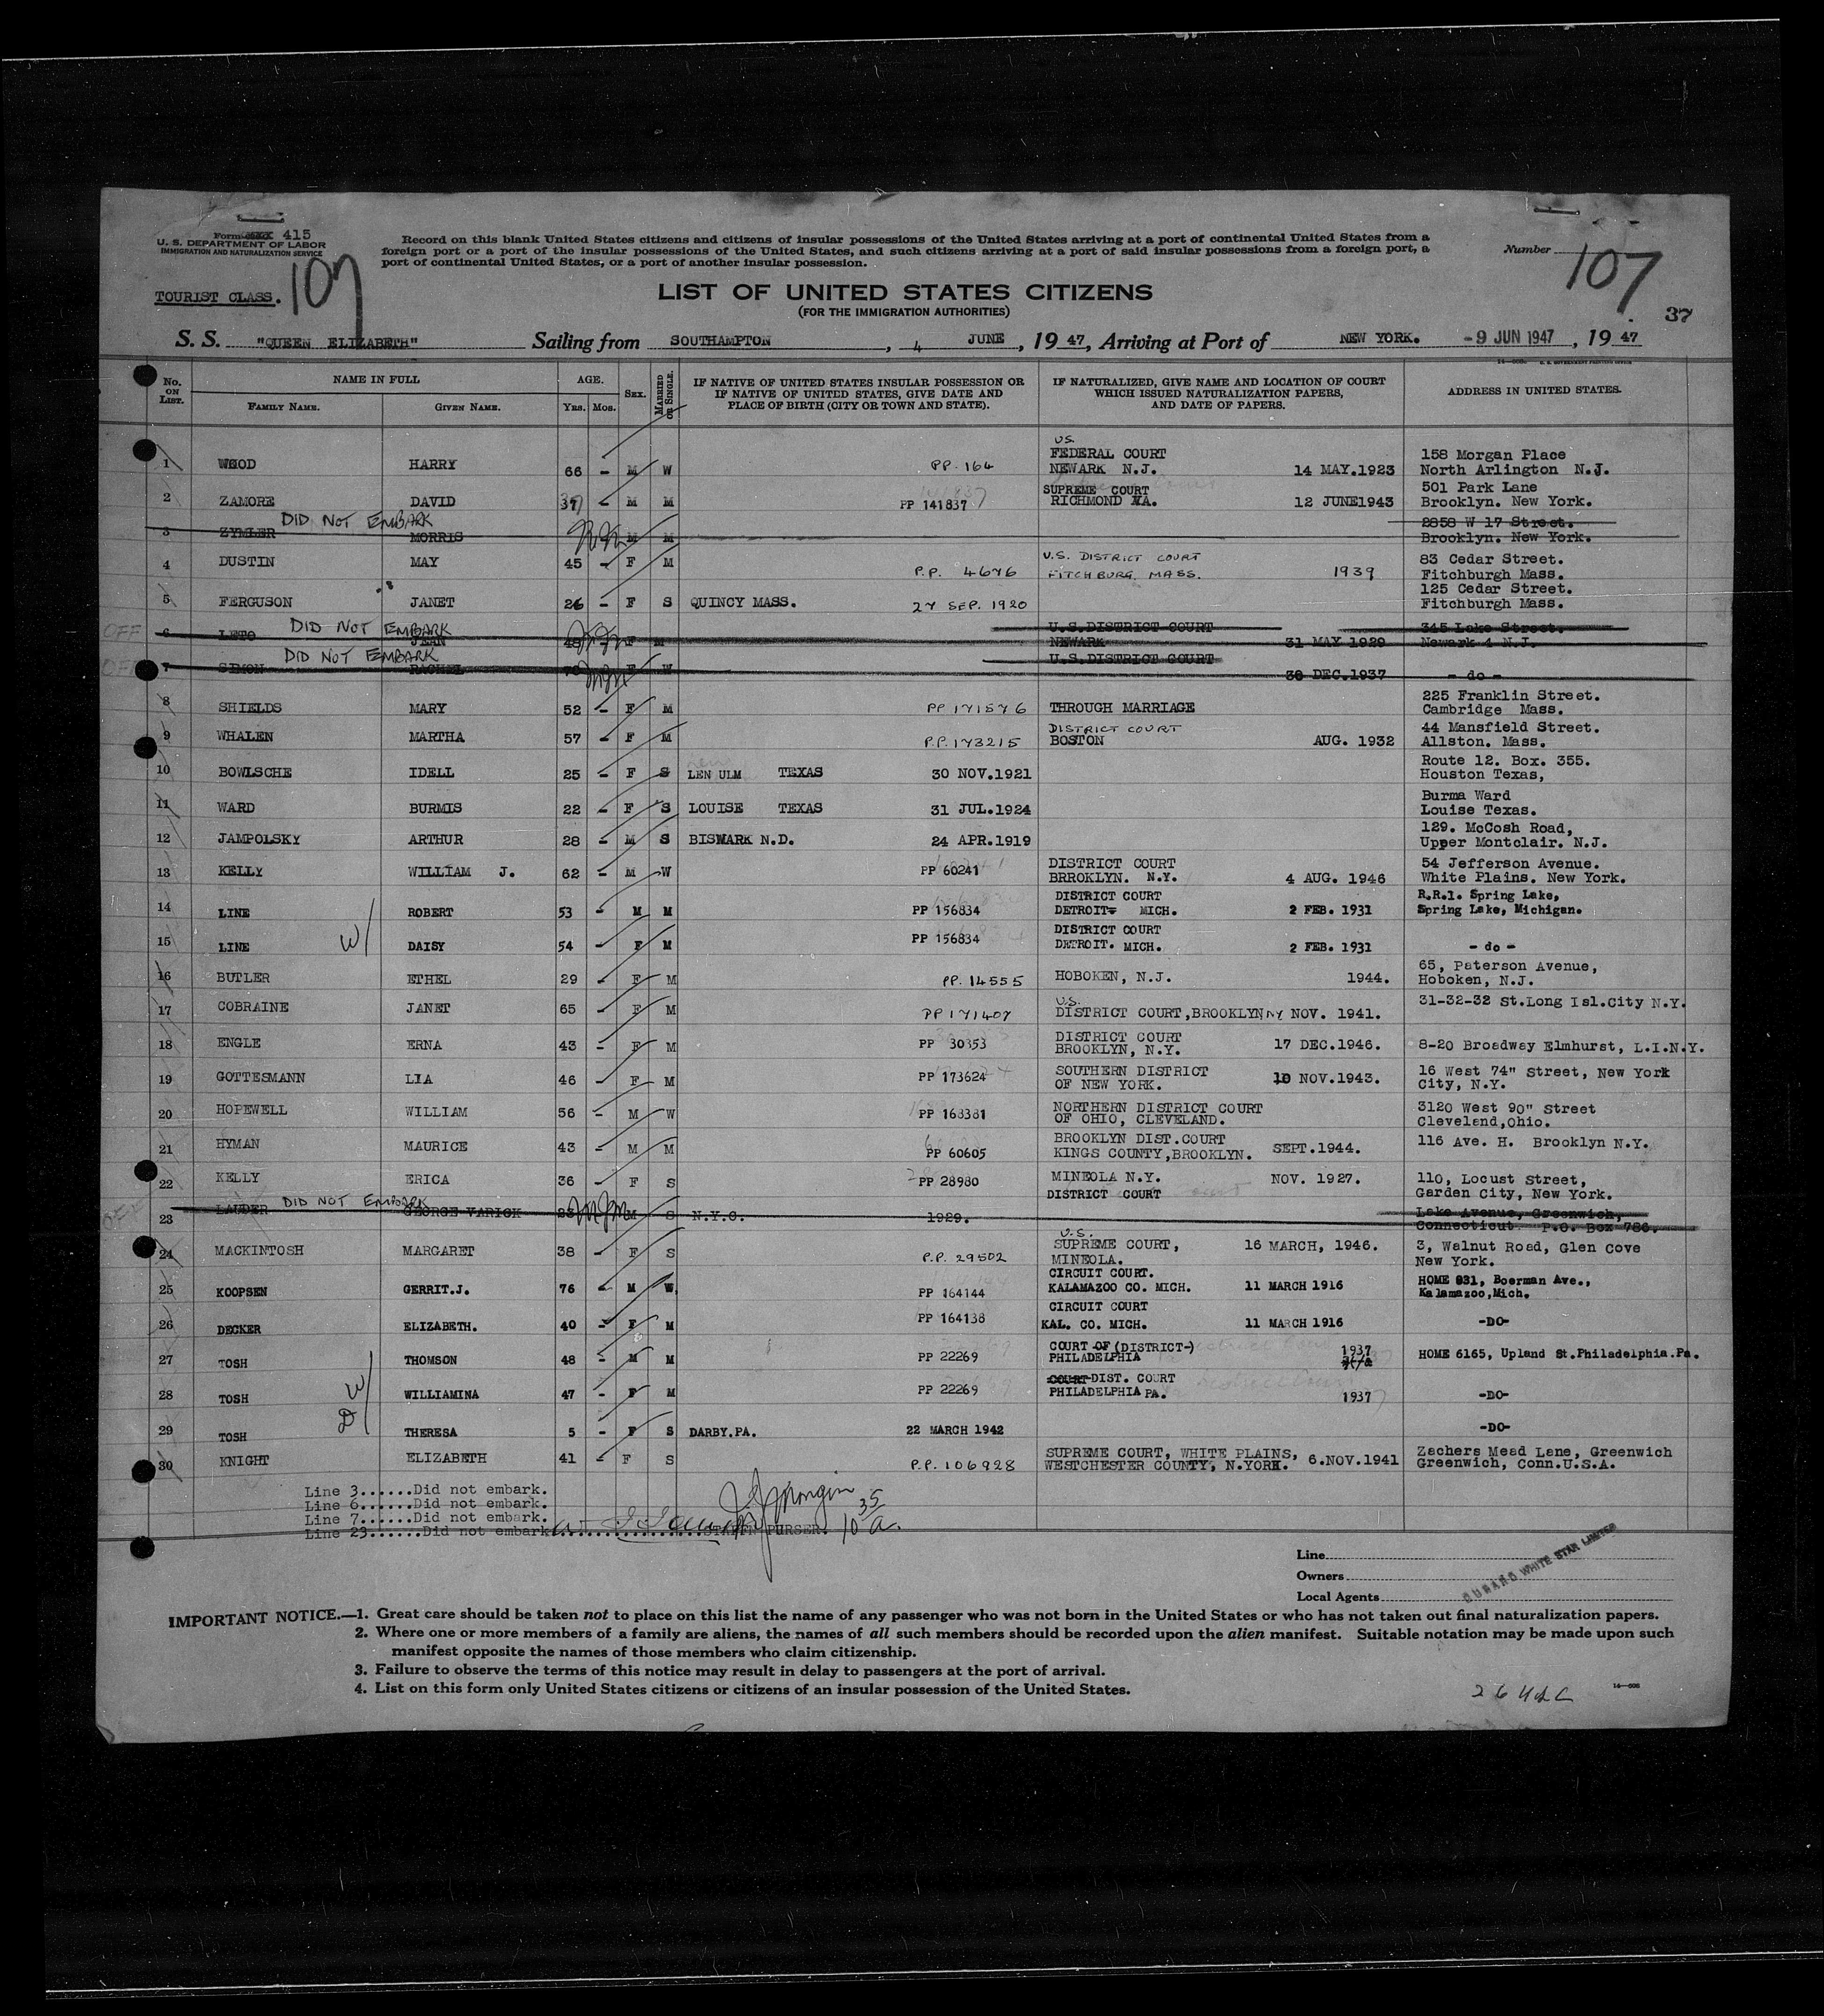 Form 415
U. S. DEPARTMENT OF LABOR
IMMIGRATION AND NATURALIZATION SERVICE
TOURIST CLASS. 107
Record on this blank United States citizens and citizens of insular possessions of the United States arriving at a port of continental United States from a
foreign port or a port of the insular possessions of the United States, and such citizens arriving at a port of said insular possessions from a foreign port, a
port of continental United States, or a port of another insular possession.
Number 107
37
LIST OF UNITED STATES CITIZENS
(FOR THE IMMIGRATION AUTHORITIES)
S. S. "QUEEN ELIZABETH" Sailing from SOUTHAMPTON, 4 JUNE, 1947, Arriving at Port of NEW YORK. -9 JUN 1947, 1947
No. ON LIST. NAME IN FULL FAMILY NAME. GIVEN NAME. AGE. YRS. MOS. SEX. MARRIED OR SINGLE.
IF NATIVE OF UNITED STATES INSULAR POSSESSION OR
IF NATIVE OF UNITED STATES, GIVE DATE AND
PLACE OF BIRTH (CITY OR TOWN AND STATE).
IF NATURALIZED, GIVE NAME AND LOCATION OF COURT
WHICH ISSUED NATURALIZATION PAPERS,
AND DATE OF PAPERS.
ADDRESS IN UNITED STATES.
1 WOOD HARRY 66 - M W PP. 164 U.S. FEDERAL COURT NEWARK N.J. 14 MAY.1923 158 Morgan Place North Arlington N.J.
2 ZAMORE DAVID 37 - M M PP 141837 SUPREME COURT RICHMOND VA. 12 JUNE1943 501 Park Lane Brooklyn. New York.
3 ZYMLER DID NOT EMBARK MORRIS M M 2858 W 17 Street. Brooklyn. New York.
4 DUSTIN MAY 45 - F M P.P. 4676 U.S. DISTRICT COURT FITCHBURG. MASS. 1939 83 Cedar Street. Fitchburgh Mass.
5 FERGUSON JANET 26 - F S QUINCY MASS. 27 SEP. 1920 125 Cedar Street. Fitchburgh Mass.
OFF 6 LETO DID NOT EMBARK JEAN 48 F M U.S.DISTRICT COURT NEWARK 31 MAY 1929 345 Lake Street. Newark 4 N.J.
OFF 7 SIMON DID NOT EMBARK RACHEL F W U.S.DISTRICT COURT 30 DEC.1937 - do -
8 SHIELDS MARY 52 - F M PP 171576 THROUGH MARRIAGE 225 Franklin Street. Cambridge Mass.
9 WHALEN MARTHA 57 - F M P.P. 173215 DISTRICT COURT BOSTON AUG. 1932 44 Mansfield Street. Allston. Mass.
10 BOWLSCHE IDELL 25 - F S LEN ULM TEXAS 30 NOV.1921 Route 12. Box. 355. Houston Texas,
11 WARD BURMIS 22 - F S LOUISE TEXAS 31 JUL.1924 Burma Ward Louise Texas.
12 JAMPOLSKY ARTHUR 28 - M S BISMARK N.D. 24 APR.1919 129. McCosh Road, Upper Montclair. N.J.
13 KELLY WILLIAM J. 62 - M W PP 60241 DISTRICT COURT BRROKLYN. N.Y. 4 AUG. 1946 54 Jefferson Avenue. White Plains. New York.
14 LINE ROBERT 53 - M M PP 156834 DISTRICT COURT DETROIT MICH. 2 FEB. 1931 R.R.1. Spring Lake, Spring Lake, Michigan.
15 LINE W/ DAISY 54 - F M PP 156834 DISTRICT COURT DETROIT. MICH. 2 FEB. 1931 - do -
16 BUTLER ETHEL 29 - F M PP. 14555 HOBOKEN, N.J. 1944. 65, Paterson Avenue, Hoboken, N.J.
17 COBRAINE JANET 65 - F M PP 171407 U.S. DISTRICT COURT,BROOKLYN NY NOV. 1941. 31-32-32 St.Long Isl.City N.Y.
18 ENGLE ERNA 43 - F M PP 30353 DISTRICT COURT BROOKLYN, N.Y. 17 DEC.1946. 8-20 Broadway Elmhurst, L.I.N.Y.
19 GOTTESMANN LIA 46 - F M PP 173624 SOUTHERN DISTRICT OF NEW YORK. 10 NOV.1943. 16 West 74" Street, New York City, N.Y.
20 HOPEWELL WILLIAM 56 - M W PP 168381 NORTHERN DISTRICT COURT OF OHIO, CLEVELAND. 3120 West 90" Street Cleveland,Ohio.
21 HYMAN MAURICE 43 - M M PP 60605 BROOKLYN DIST.COURT KINGS COUNTY,BROOKLYN. SEPT.1944. 116 Ave. H. Brooklyn N.Y.
22 KELLY ERICA 36 - F S PP 28980 MINEOLA N.Y. DISTRICT COURT NOV. 1927. 110, Locust Street, Garden City, New York.
OFF 23 LAUDER DID NOT EMBARK GEORGE VARICK 23 M S N.Y.C. 1929. Lake Avenue, Greenwich, Connecticut P.O. Box 786.
24 MACKINTOSH MARGARET 38 - F S P.P. 29502 U.S. SUPREME COURT, MINEOLA. 16 MARCH, 1946. 3, Walnut Road, Glen Cove New York.
25 KOOPSEN GERRIT.J. 76 - M W. PP 164144 CIRCUIT COURT. KALAMAZOO CO. MICH. 11 MARCH 1916 HOME 931, Boerman Ave., Kalamazoo,Mich.
26 DECKER ELIZABETH. 40 - F M PP 164138 CIRCUIT COURT KAL. CO. MICH. 11 MARCH 1916 -DO-
27 TOSH THOMSON 48 - M M PP 22269 COURT OF (DISTRICT-) PHILADELPHIA 1937 HOME 6165, Upland St.Philadelphia.Pa.
28 TOSH W/ WILLIAMINA 47 - F M PP 22269 COURT DIST. COURT PHILADELPHIA PA. 1937 -DO-
29 TOSH D/ THERESA 5 - F S DARBY.PA. 22 MARCH 1942 -DO-
30 KNIGHT ELIZABETH 41 - F S P.P. 106928 SUPREME COURT, WHITE PLAINS, WESTCHESTER COUNTY, N.YORK. 6.NOV.1941 Zachers Mead Lane, Greenwich Greenwich, Conn.U.S.A.
Line 3......Did not embark.
Line 6......Did not embark.
Line 7......Did not embark.
Line 23......Did not embark. PURSER. 10 35 a.
Line
Owners
Local Agents
CUNARD WHITE STAR LIMITED
IMPORTANT NOTICE.—1. Great care should be taken not to place on this list the name of any passenger who was not born in the United States or who has not taken out final naturalization papers.
2. Where one or more members of a family are aliens, the names of all such members should be recorded upon the alien manifest. Suitable notation may be made upon such
manifest opposite the names of those members who claim citizenship.
3. Failure to observe the terms of this notice may result in delay to passengers at the port of arrival.
4. List on this form only United States citizens or citizens of an insular possession of the United States.